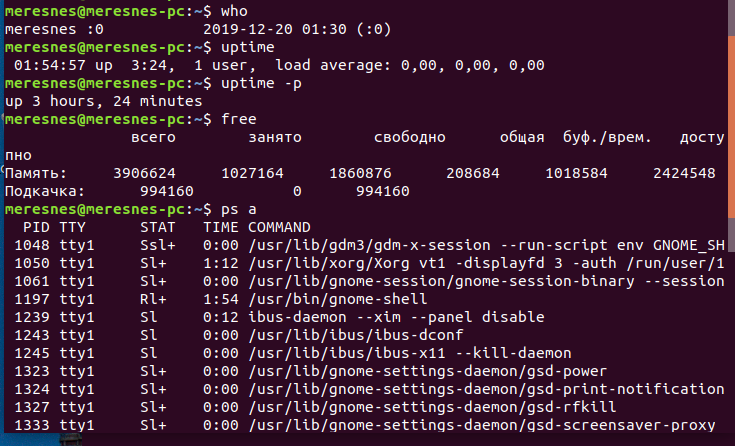 meresnes@meresnes-pc:~$ who
meresnes :0           2019-12-20 01:30 (:0)
meresnes@meresnes-pc:~$ uptime
 01:54:57 up  3:24,  1 user,  load average: 0,00, 0,00, 0,00
meresnes@meresnes-pc:~$ uptime -p
up 3 hours, 24 minutes
meresnes@meresnes-pc:~$ free
              всего        занято        свободно      общая  буф./врем.   досту
пно
Память:     3906624     1027164     1860876      208684     1018584     2424548
Подкачка:      994160           0      994160
meresnes@meresnes-pc:~$ ps a
  PID TTY      STAT   TIME COMMAND
 1048 tty1     Ssl+   0:00 /usr/lib/gdm3/gdm-x-session --run-script env GNOME_SH
 1050 tty1     Sl+    1:12 /usr/lib/xorg/Xorg vt1 -displayfd 3 -auth /run/user/1
 1061 tty1     Sl+    0:00 /usr/lib/gnome-session/gnome-session-binary --session
 1197 tty1     Rl+    1:54 /usr/bin/gnome-shell
 1239 tty1     Sl     0:12 ibus-daemon --xim --panel disable
 1243 tty1     Sl     0:00 /usr/lib/ibus/ibus-dconf
 1245 tty1     Sl     0:00 /usr/lib/ibus/ibus-x11 --kill-daemon
 1323 tty1     Sl+    0:00 /usr/lib/gnome-settings-daemon/gsd-power
 1324 tty1     Sl+    0:00 /usr/lib/gnome-settings-daemon/gsd-print-notification
 1327 tty1     Sl+    0:00 /usr/lib/gnome-settings-daemon/gsd-rfkill
 1333 tty1     Sl+    0:00 /usr/lib/gnome-settings-daemon/gsd-screensaver-proxy